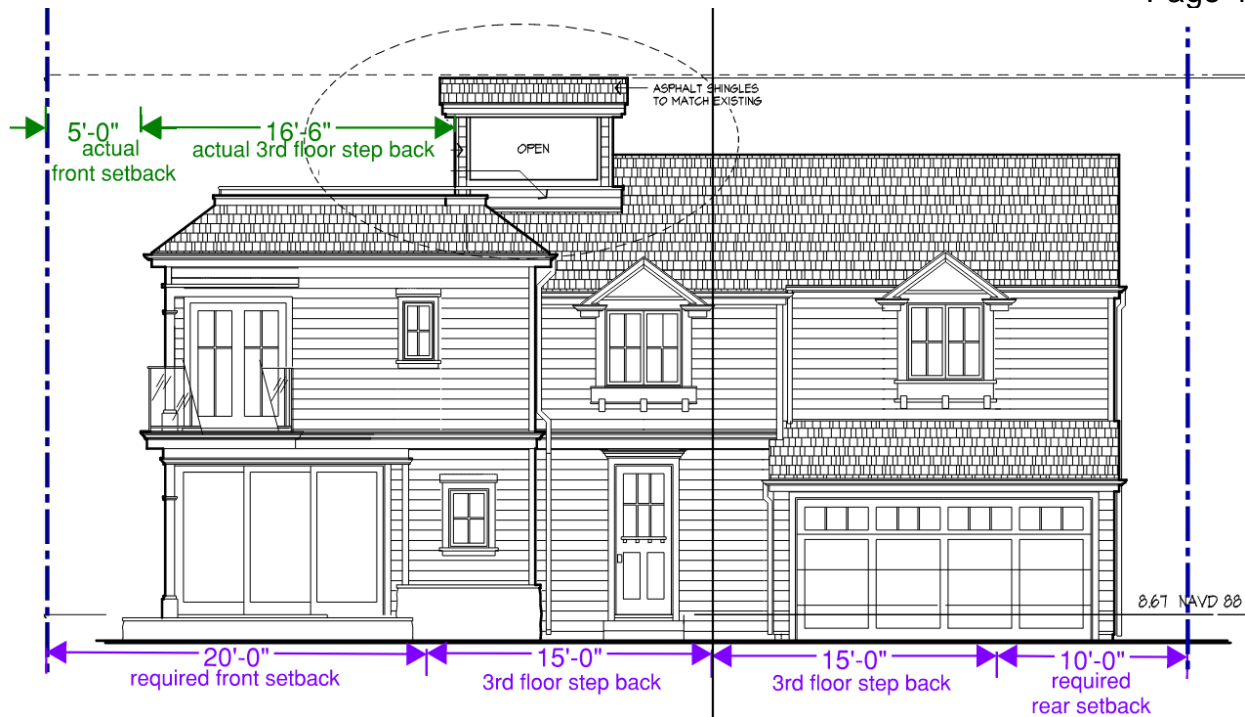 Page
ASPHALT SHINGLES
TO MATCH EXISTING
5'-0"
actual
front setback
16'-6"
actual 3rd floor step back
OPEN
8.67 NAVD 88
20'-0"
required front setback
15'-0"
3rd floor step back
15'-0"
3rd floor step back
10'-0"
required
rear setback